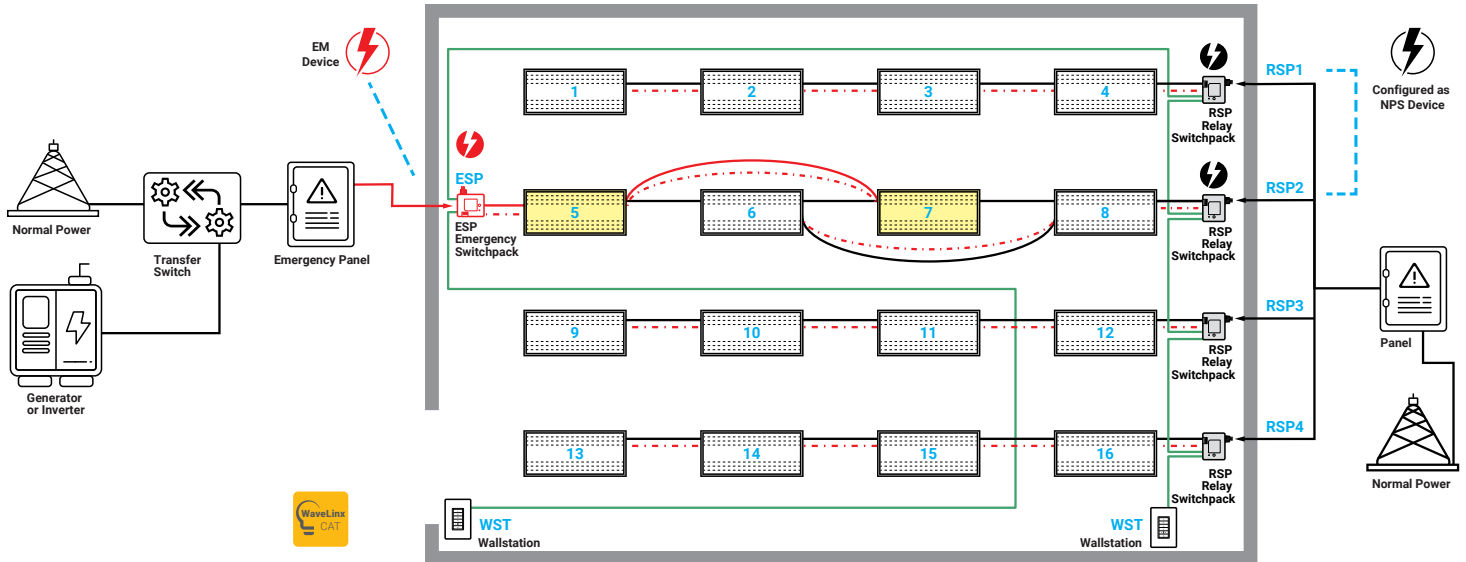 EM
Device
RSP1
Configured as
NPS Device
1
2
3
4
RSP
Relay
Switchpack
RSP2
ESP
5
6
7
8
ESP
Emergency
Switchpack
RSP
Relay
Switchpack
Normal Power
Transfer
Switch
Emergency Panel
RSP3
9
10
11
12
Panel
RSP
Relay
Switchpack
Generator
or Inverter
RSP4
13
14
15
16
RSP
Relay
Switchpack
Normal Power
WaveLinx
CAT
WST
Wallstation
WST
Wallstation